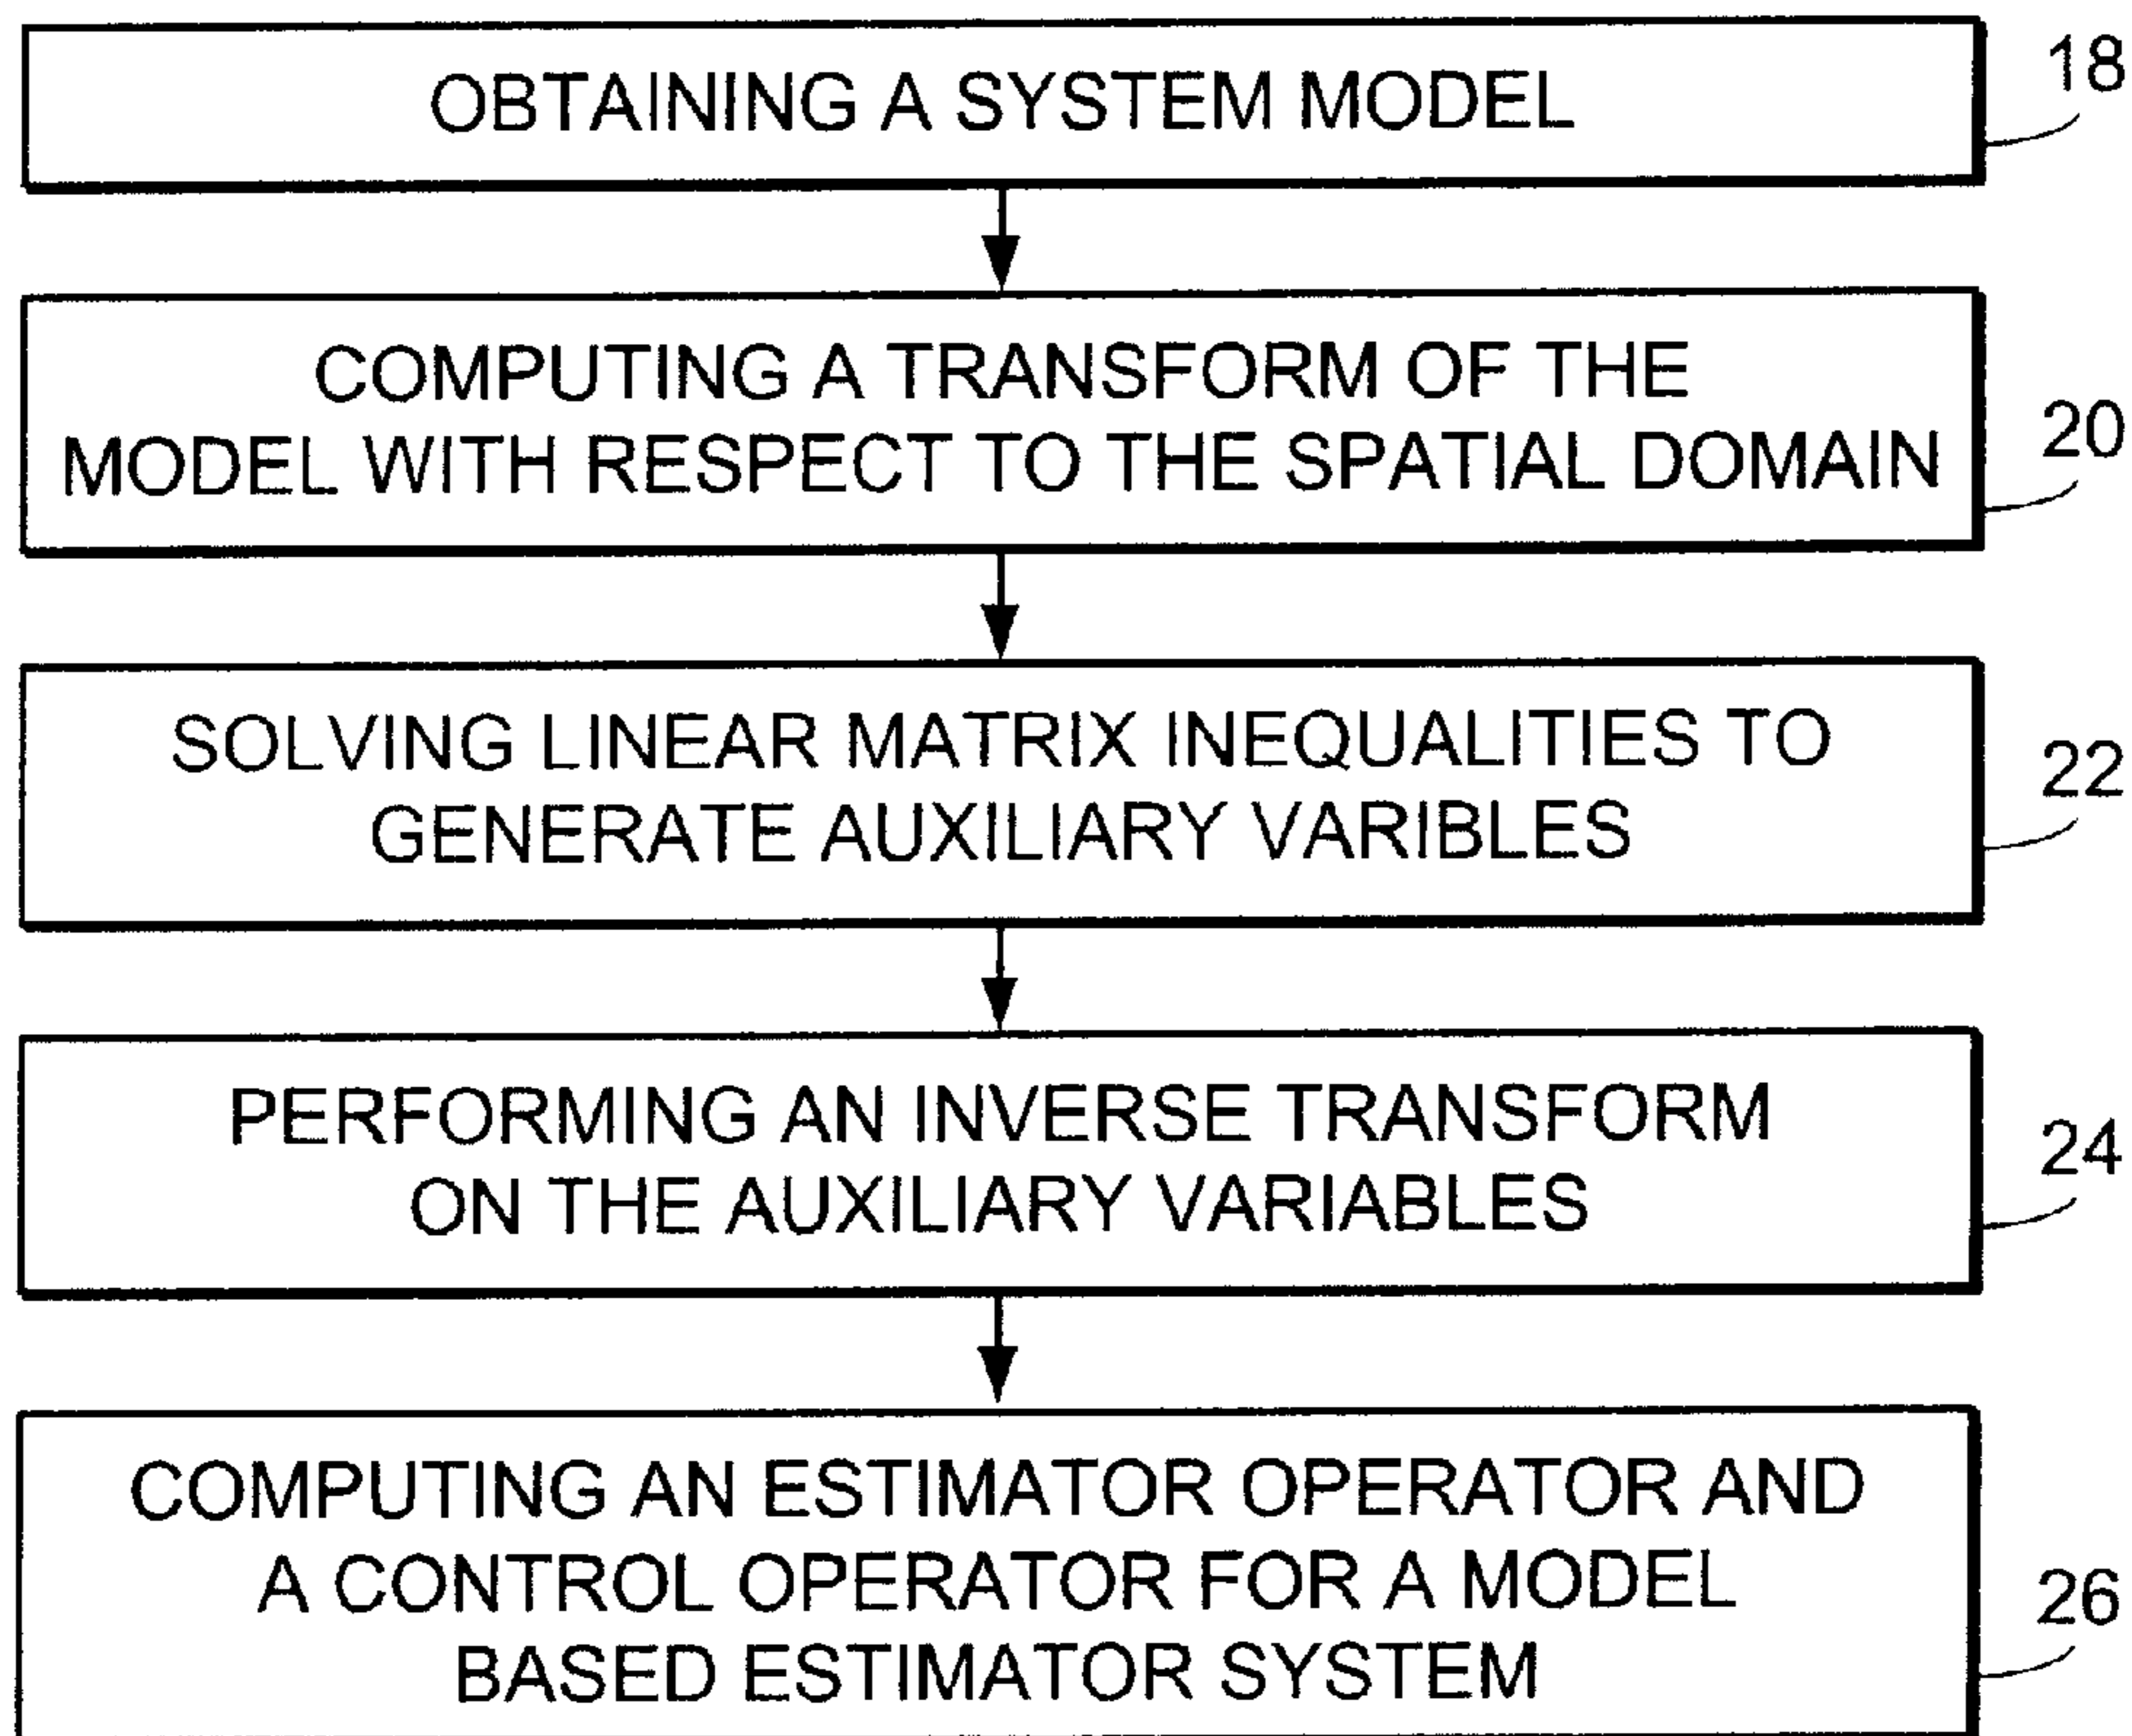 OBTAINING A SYSTEM MODEL
18
COMPUTING A TRANSFORM OF THE
MODEL WITH RESPECT TO THE SPATIAL DOMAIN
20
SOLVING LINEAR MATRIX INEQUALITIES TO
GENERATE AUXILIARY VARIBLES
22
PERFORMING AN INVERSE TRANSFORM
ON THE AUXILIARY VARIABLES
24
COMPUTING AN ESTIMATOR OPERATOR AND
A CONTROL OPERATOR FOR A MODEL
BASED ESTIMATOR SYSTEM
26